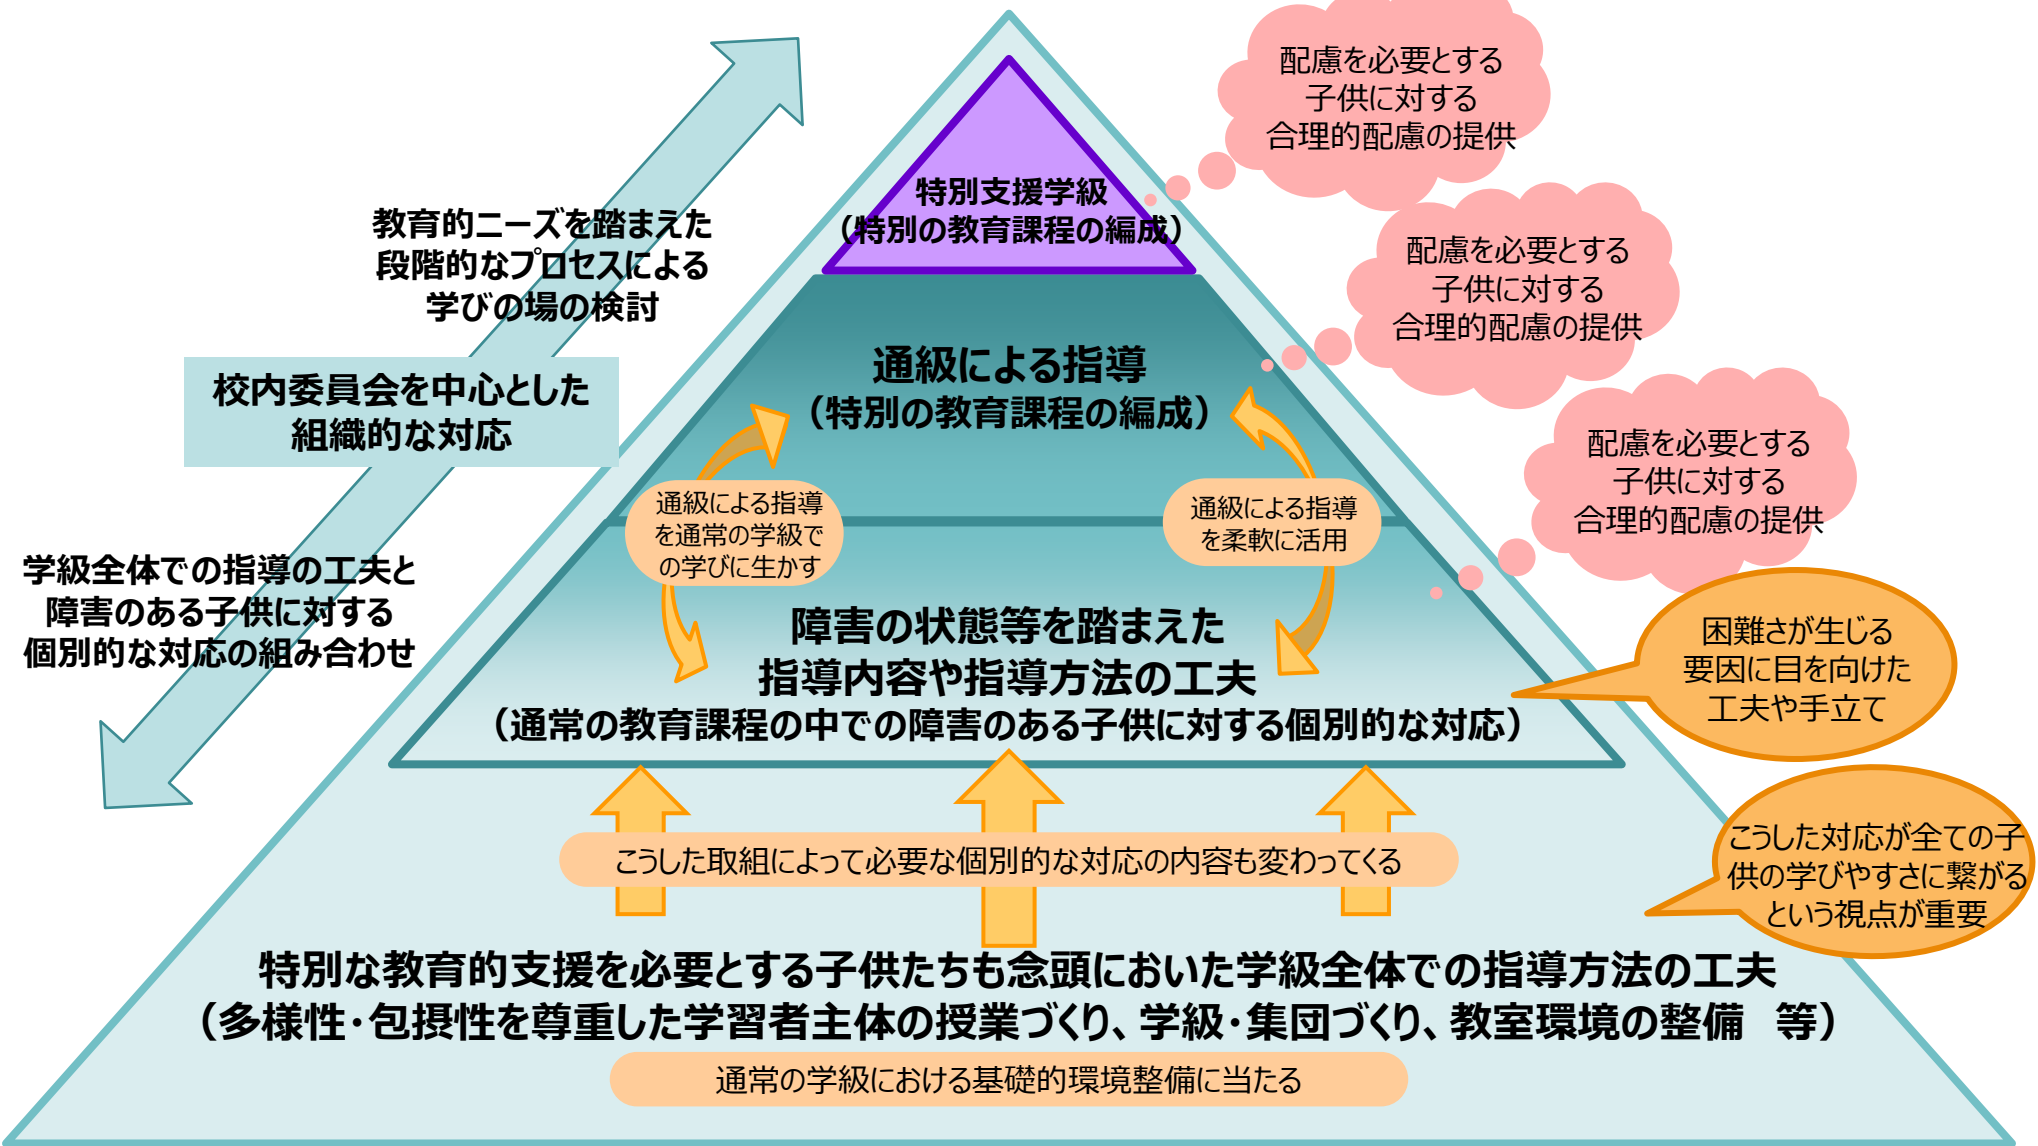 配慮を必要とする
子供に対する
合理的配慮の提供
特別支援学級
（特別の教育課程の編成）
教育的ニーズを踏まえた
段階的なプロセスによる
学びの場の検討
配慮を必要とする
子供に対する
合理的配慮の提供
校内委員会を中心とした
組織的な対応
通級による指導
（特別の教育課程の編成）
配慮を必要とする
子供に対する
合理的配慮の提供
通級による指導
を通常の学級で
の学びに生かす
通級による指導
を柔軟に活用
学級全体での指導の工夫と
障害のある子供に対する
個別的な対応の組み合わせ
障害の状態等を踏まえた
指導内容や指導方法の工夫
（通常の教育課程の中での障害のある子供に対する個別的な対応）
困難さが生じる
要因に目を向けた
工夫や手立て
こうした取組によって必要な個別的な対応の内容も変わってくる
こうした対応が全ての子
供の学びやすさに繋がる
という視点が重要
特別な教育的支援を必要とする子供たちも念頭においた学級全体での指導方法の工夫
（多様性・包摂性を尊重した学習者主体の授業づくり、学級・集団づくり、教室環境の整備　等）
通常の学級における基礎的環境整備に当たる